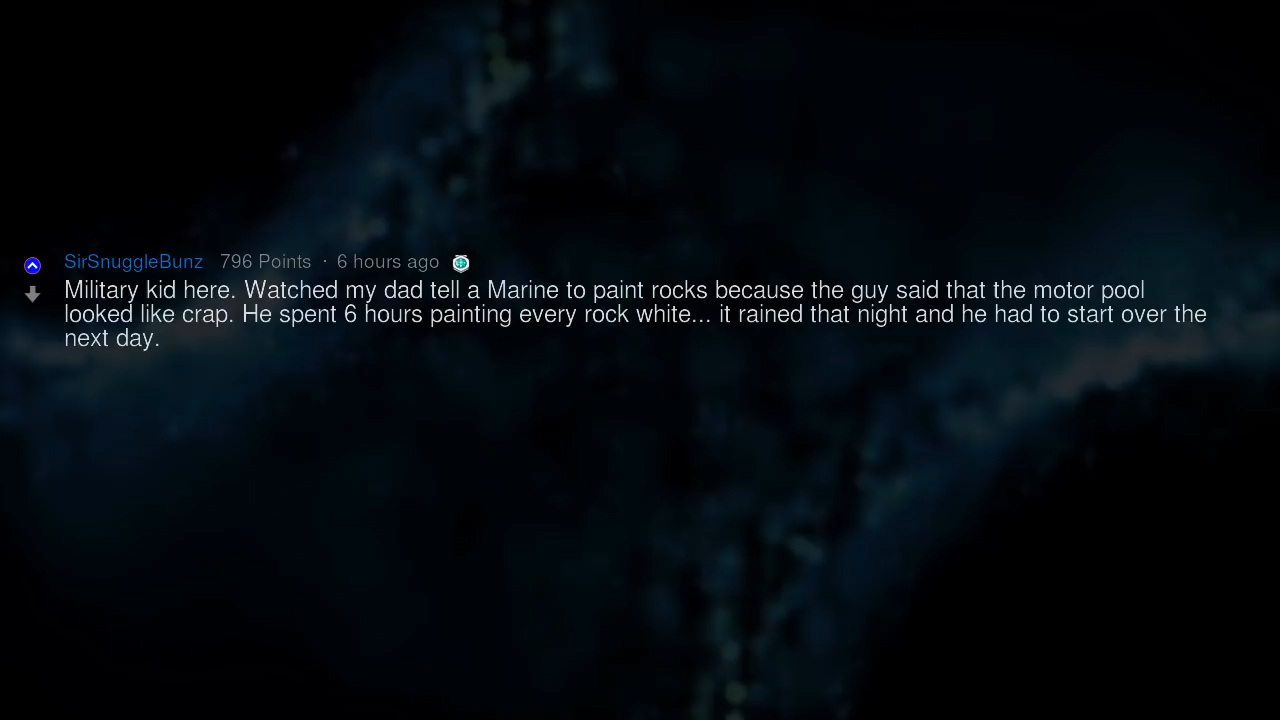 SirSnuggleBunz 796 Points · 6 hours ago
Military kid here. Watched my dad tell a Marine to paint rocks because the guy said that the motor pool
looked like crap. He spent 6 hours painting every rock white... it rained that night and he had to start over the
next day.